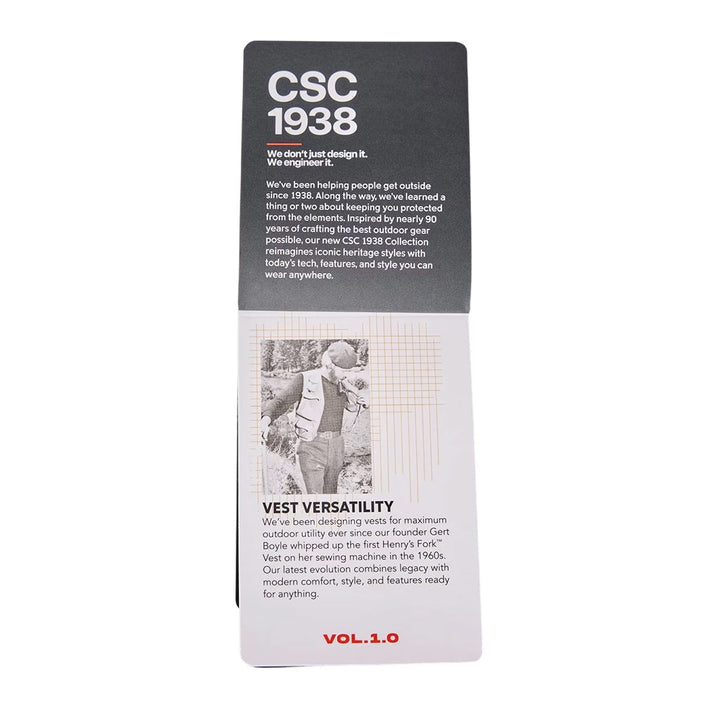 CSC
1938
We don't just design it.
We engineer it.
We've been helping people get outside
since 1938. Along the way, we've learned a
thing or two about keeping you protected
from the elements. Inspired by nearly 90
years of crafting the best outdoor gear
possible, our new CSC 1938 Collection
reimagines iconic heritage styles with
today's tech, features, and style you can
wear anywhere.
VEST VERSATILITY
We've been designing vests for maximum
outdoor utility ever since our founder Gert
Boyle whipped up the first Henry's Fork™
Vest on her sewing machine in the 1960s.
Our latest evolution combines legacy with
modern comfort, style, and features ready
for anything.
VOL.1.0